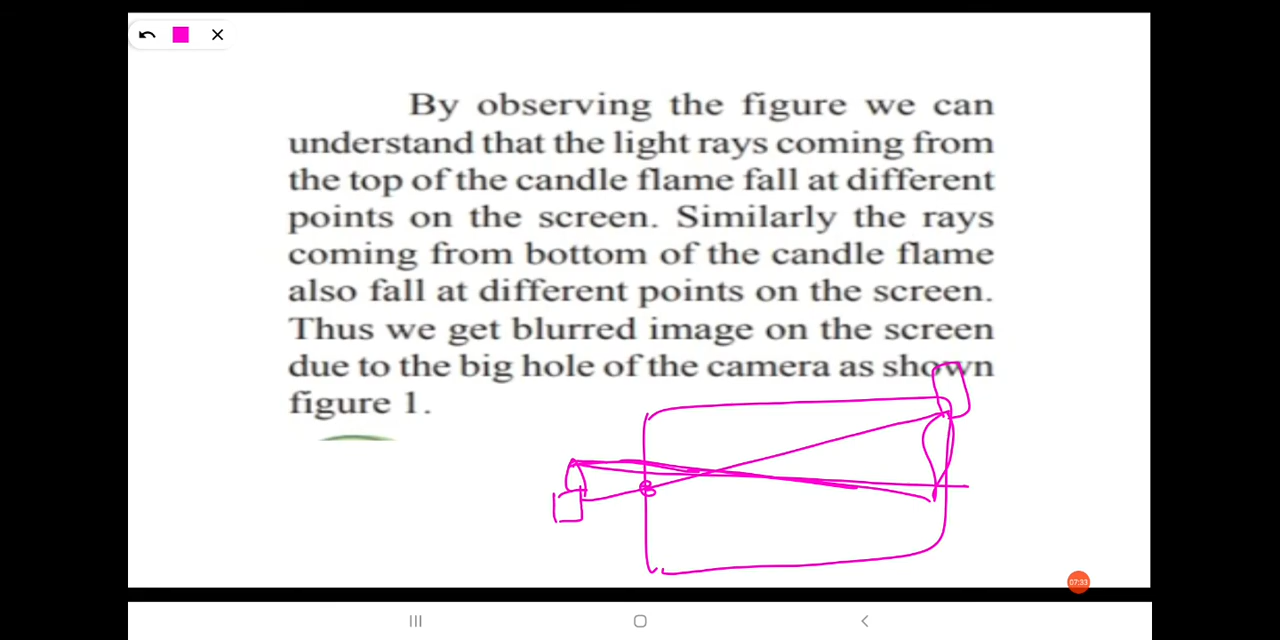 By observing the figure we can
understand that the light rays coming from
the top of the candle flame fall at different
points on the screen. Similarly the rays
coming from bottom of the candle flame
also fall at different points on the screen.
Thus we get blurred image on the screen
due to the big hole of the camera as shown
figure 1.
07:33